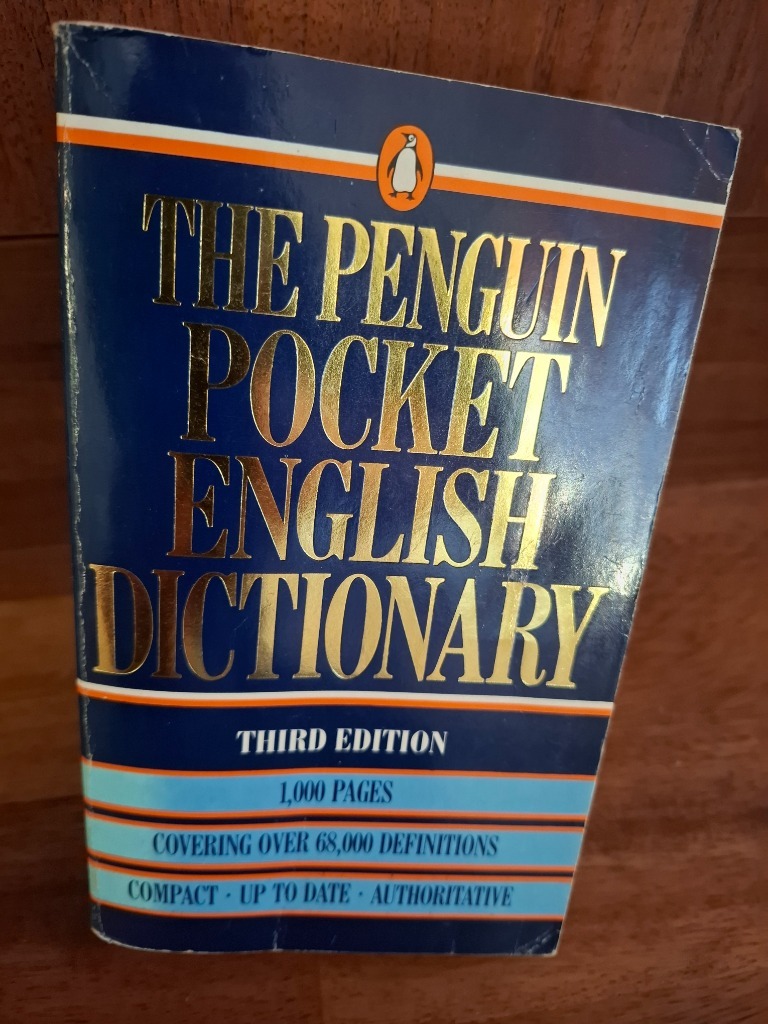 THE PENGUIN
POCKET
ENGLISH
DICTIONARY
THIRD EDITION
1,000 PAGES
COVERING OVER 68,000 DEFINITIONS
COMPACT · UP TO DATE · AUTHORITATIVE